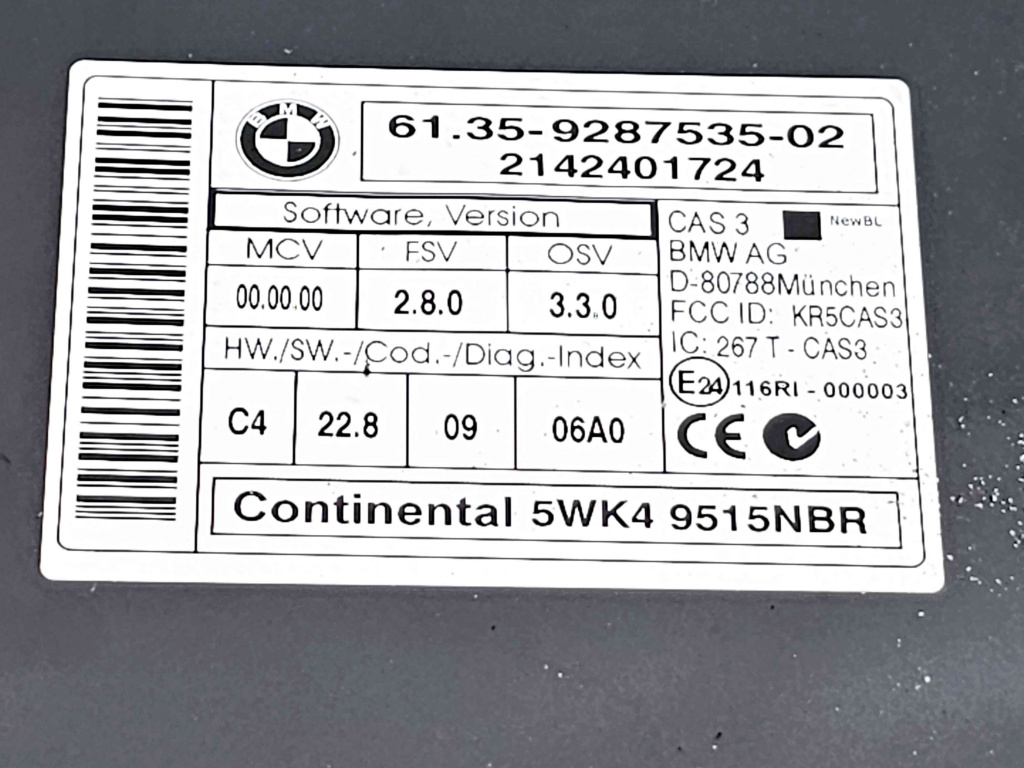 BMW
61.35-9287535-02
2142401724
Software, Version
MCV FSV OSV
00.00.00 2.8.0 3.3.0
HW./SW.-/Cod.-/Diag.-Index
C4 22.8 09 06A0
CAS 3 NewBL
BMW AG
D-80788München
FCC ID: KR5CAS3
IC: 267 T - CAS3
E24 116RI - 000003
CE
Continental 5WK4 9515NBR